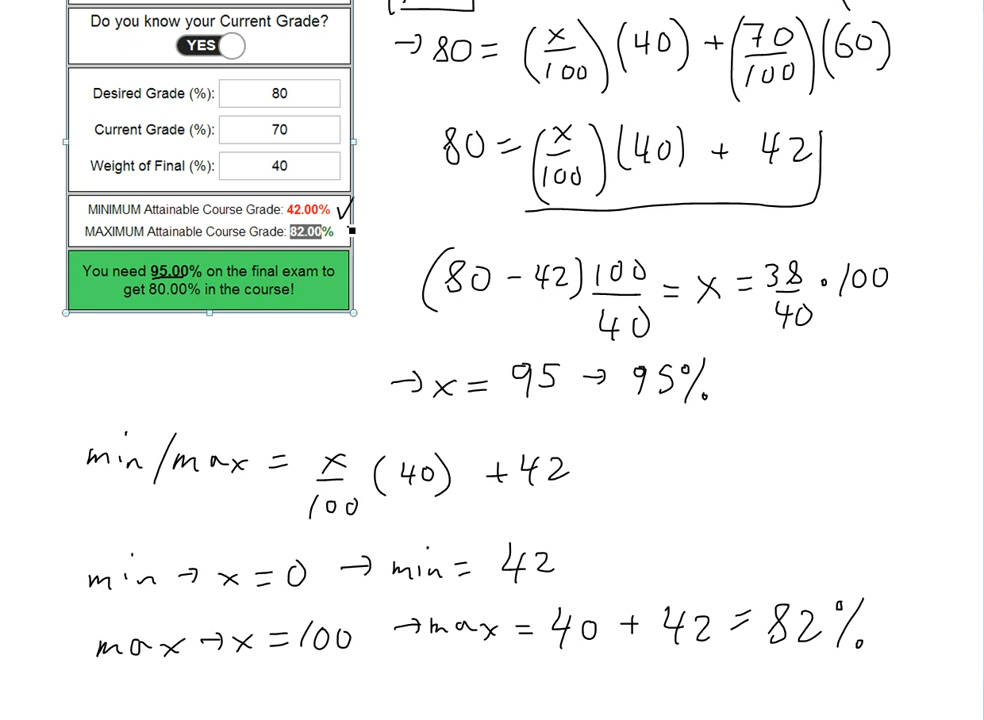 Do you know your Current Grade?
YES
Desired Grade (%): 80
Current Grade (%): 70
Weight of Final (%): 40
MINIMUM Attainable Course Grade: 42.00% ✓
MAXIMUM Attainable Course Grade: 82.00%
You need 95.00% on the final exam to
get 80.00% in the course!
→ 80 = (x/100)(40) + (70/100)(60)
80 = (x/100)(40) + 42
(80 - 42) 100/40 = x = 38/40 · 100
→ x = 95 → 95%
min/max = x/100 (40) + 42
min → x = 0 → min = 42
max → x = 100 → max = 40 + 42 = 82%